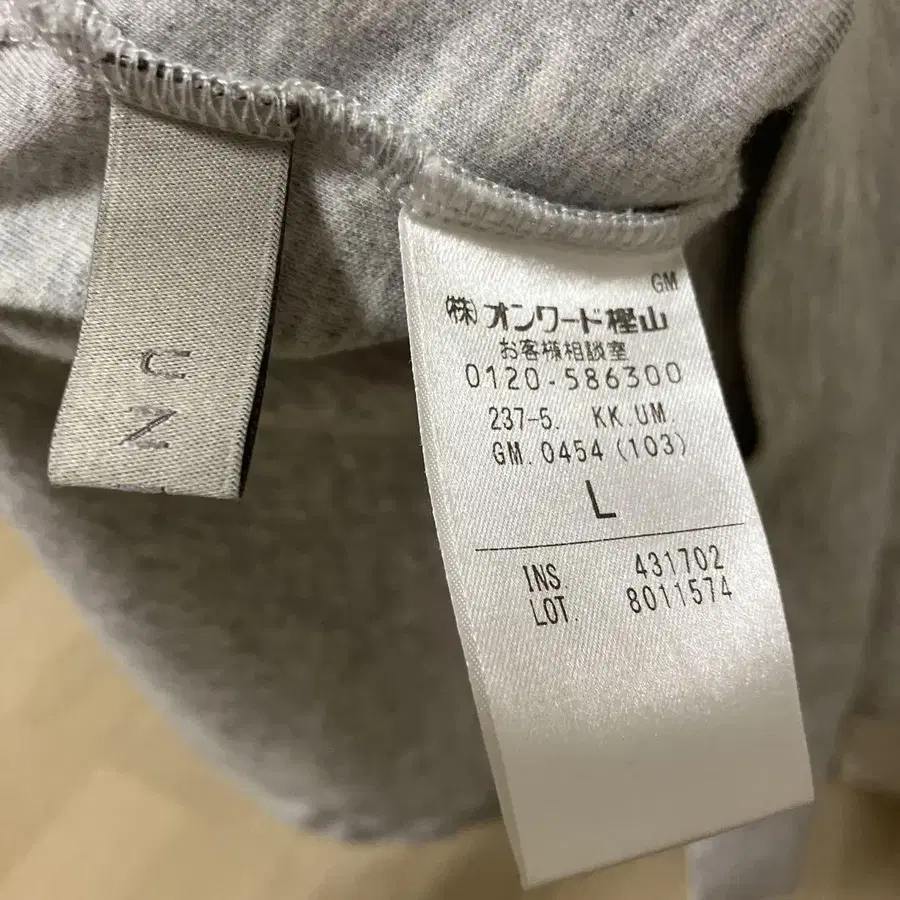 UN
GM
(株)オンワード樫山
お客様相談室
0120-586300
237-5. KK.UM.
GM.0454(103)
L
INS 431702
LOT. 8011574